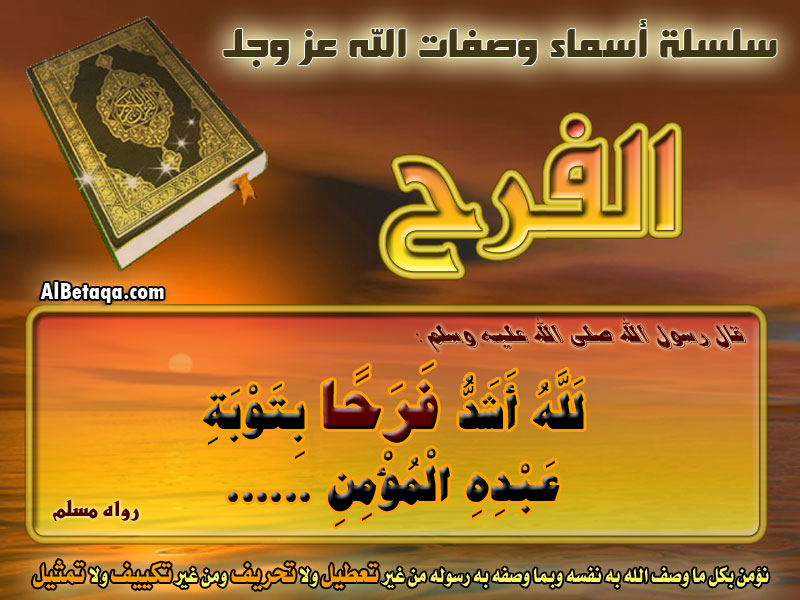 سلسلة أسماء وصفات الله عز وجل
الفرح
AlBetaqa.com
قال رسول الله صلى الله عليه وسلم :
لَلَّهُ أَشَدُّ فَرَحًا بِتَوْبَةِ
عَبْدِهِ الْمُؤْمِنِ ......
رواه مسلم
نؤمن بكل ما وصف الله به نفسه وبما وصفه به رسوله من غير تعطيل ولا تحريف ومن غير تكييف ولا تمثيل